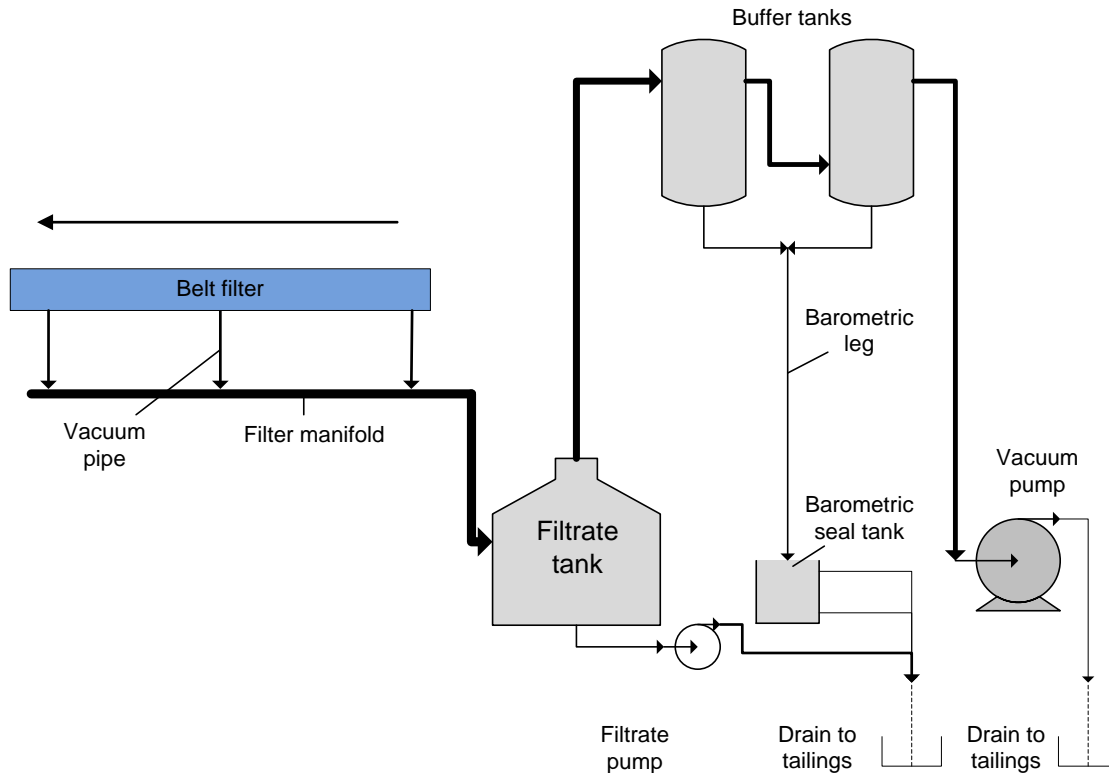 Buffer tanks
Belt filter
Barometric
leg
Vacuum
pipe
Filter manifold
Vacuum
pump
Barometric
seal tank
Filtrate
tank
Filtrate
pump
Drain to
tailings
Drain to
tailings